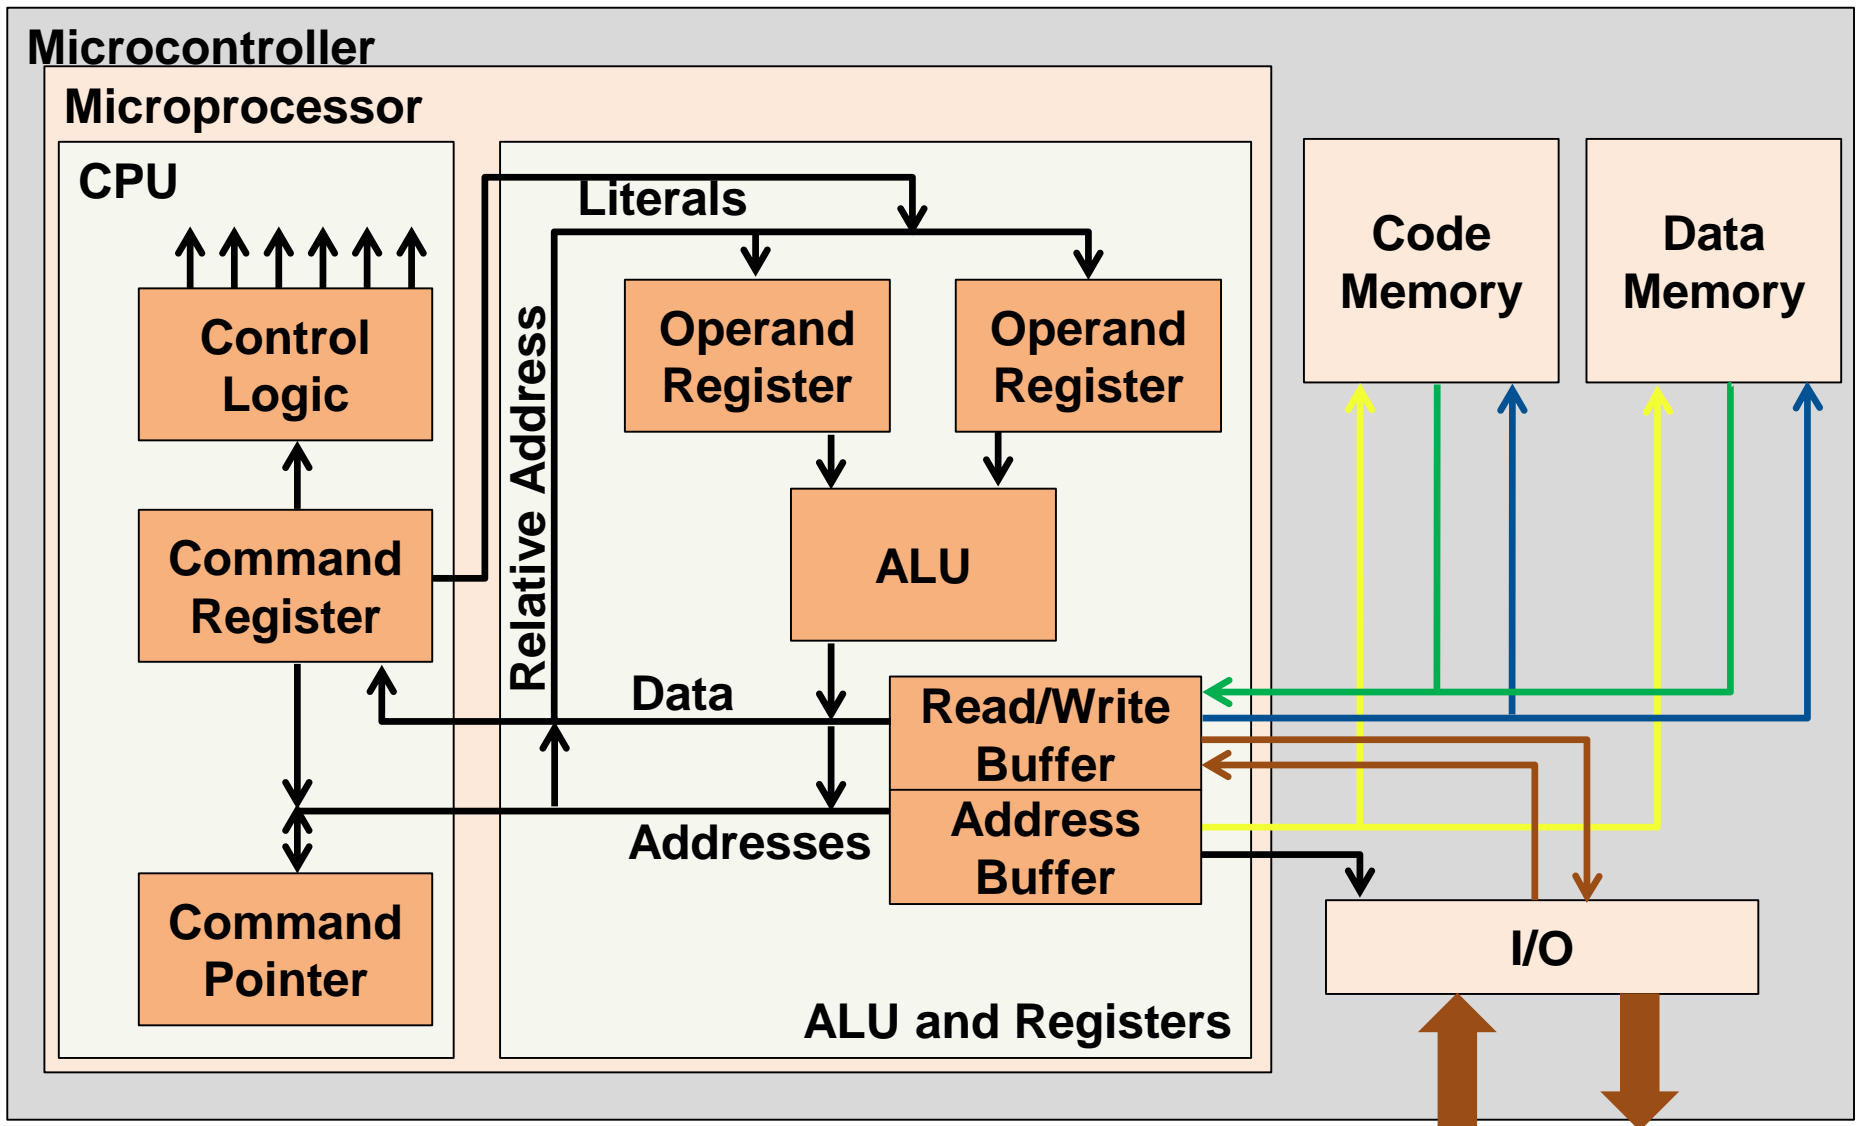 Microcontroller
Microprocessor
CPU
Literals
Control
Logic
Command
Register
Command
Pointer
Relative Address
Operand
Register
Operand
Register
ALU
Data
Addresses
Read/Write
Buffer
Address
Buffer
ALU and Registers
Code
Memory
Data
Memory
I/O